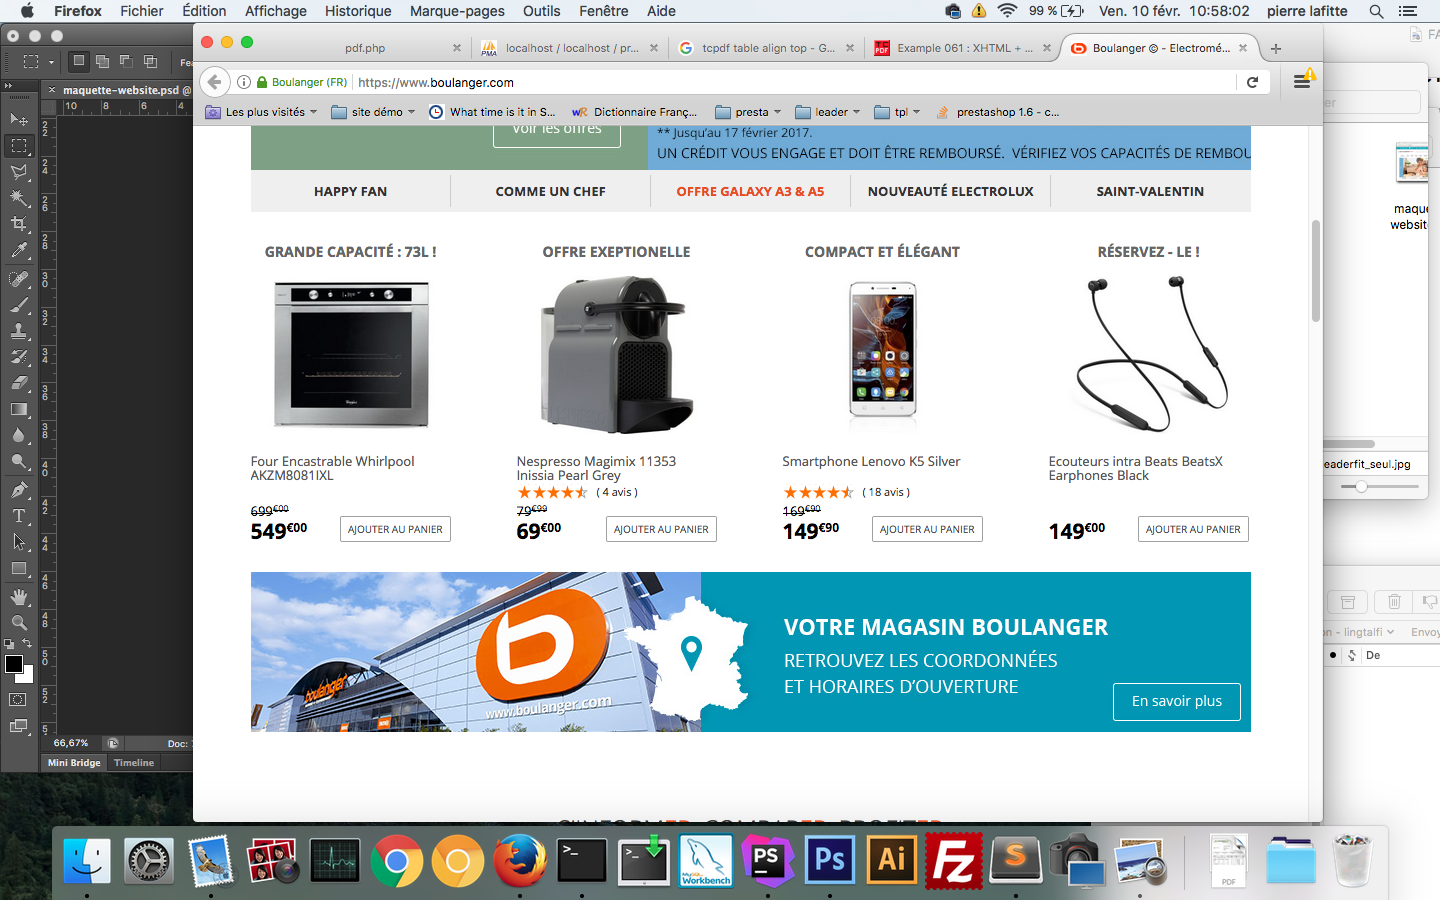 Firefox Fichier Édition Affichage Historique Marque-pages Outils Fenêtre Aide 99 % Ven. 10 févr. 10:58:02 pierre lafitte
pdf.php localhost / localhost / pr... tcpdf table align top - G... Example 061 : XHTML + ... Boulanger © - Electromé...
Boulanger (FR) https://www.boulanger.com
Les plus visités site démo What time is it in S... Dictionnaire Franç... presta leader tpl prestashop 1.6 - c...
maquette-website.psd @
Voir les offres
** Jusqu'au 17 février 2017.
UN CRÉDIT VOUS ENGAGE ET DOIT ÊTRE REMBOURSÉ. VÉRIFIEZ VOS CAPACITÉS DE REMBOU
HAPPY FAN COMME UN CHEF OFFRE GALAXY A3 & A5 NOUVEAUTÉ ELECTROLUX SAINT-VALENTIN
GRANDE CAPACITÉ : 73L ! OFFRE EXEPTIONELLE COMPACT ET ÉLÉGANT RÉSERVEZ - LE !
Four Encastrable Whirlpool
AKZM8081IXL
699€00
549€00 AJOUTER AU PANIER
Nespresso Magimix 11353
Inissia Pearl Grey
( 4 avis )
79€99
69€00 AJOUTER AU PANIER
Smartphone Lenovo K5 Silver
( 18 avis )
169€90
149€90 AJOUTER AU PANIER
Ecouteurs intra Beats BeatsX
Earphones Black
149€00 AJOUTER AU PANIER
boulanger
www.boulanger.com
VOTRE MAGASIN BOULANGER
RETROUVEZ LES COORDONNÉES
ET HORAIRES D'OUVERTURE
En savoir plus
66,67% Doc:
Mini Bridge Timeline
maque
websit
eaderfit_seul.jpg
on - lingtalfi Envoy
De
MySQL
Workbench
PS
Ps
Ai
Fz
S
PDF